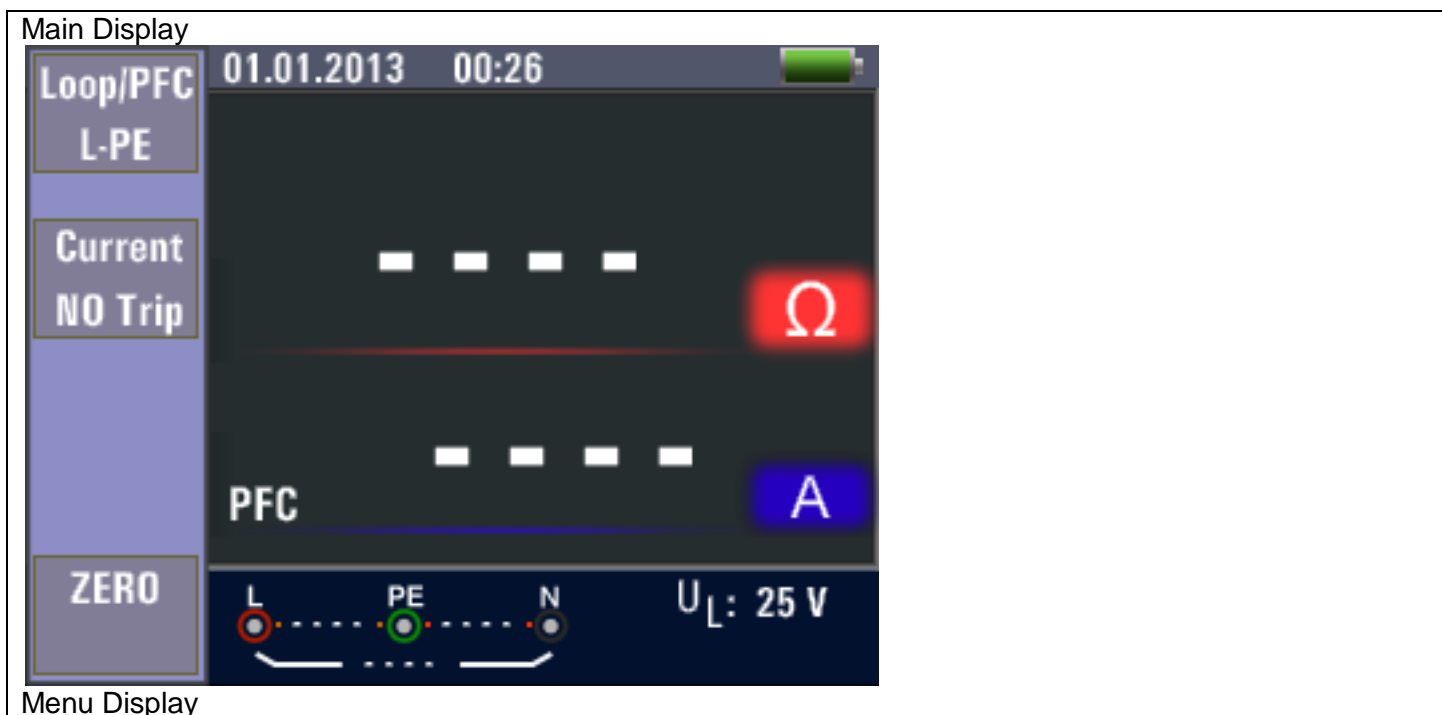 Main Display
Loop/PFC
L-PE
01.01.2013 00:26
Current
NO Trip
- - - -
Ω
- - - -
PFC
A
ZERO
L PE N
UL: 25 V
- - - -
Menu Display